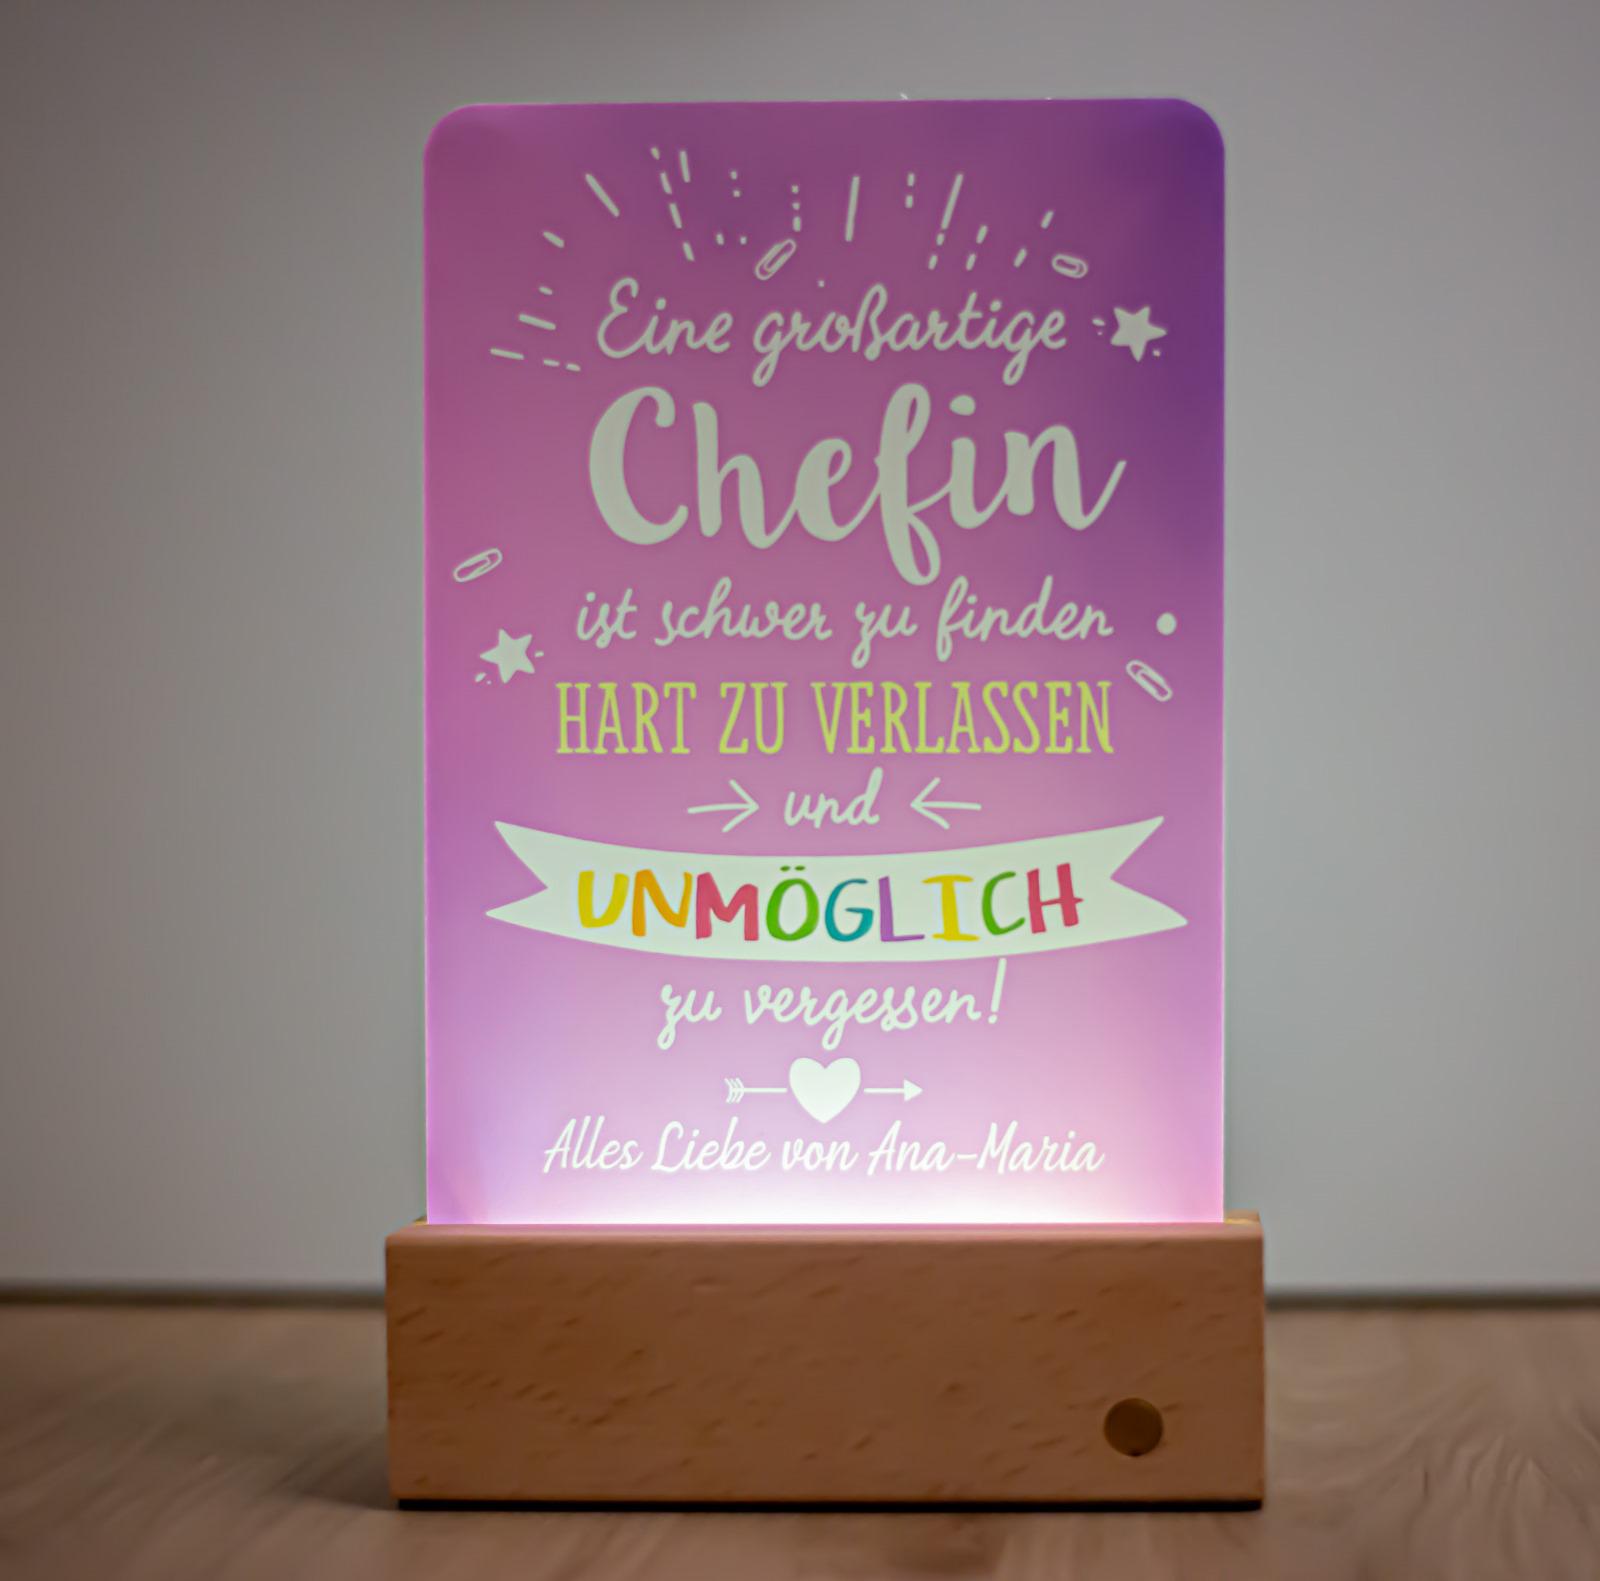 Eine großartige
Chefin
ist schwer zu finden
HART ZU VERLASSEN
und
UNMÖGLICH
zu vergessen!
Alles Liebe von Ana-Maria